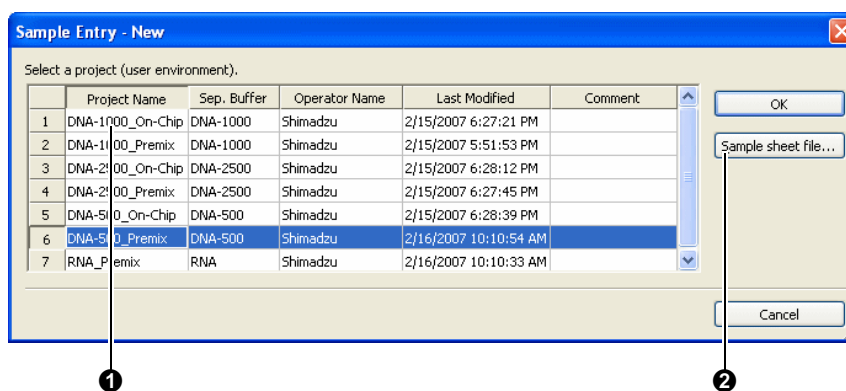 Sample Entry - New
Select a project (user environment).
Project Name Sep. Buffer Operator Name Last Modified Comment
1 DNA-1000_On-Chip DNA-1000 Shimadzu 2/15/2007 6:27:21 PM
2 DNA-1000_Premix DNA-1000 Shimadzu 2/15/2007 5:51:53 PM
3 DNA-2500_On-Chip DNA-2500 Shimadzu 2/15/2007 6:28:12 PM
4 DNA-2500_Premix DNA-2500 Shimadzu 2/15/2007 6:27:45 PM
5 DNA-500_On-Chip DNA-500 Shimadzu 2/15/2007 6:28:39 PM
6 DNA-500_Premix DNA-500 Shimadzu 2/16/2007 10:10:54 AM
7 RNA_Premix RNA Shimadzu 2/16/2007 10:10:33 AM
OK
Sample sheet file...
Cancel
❶ ❷